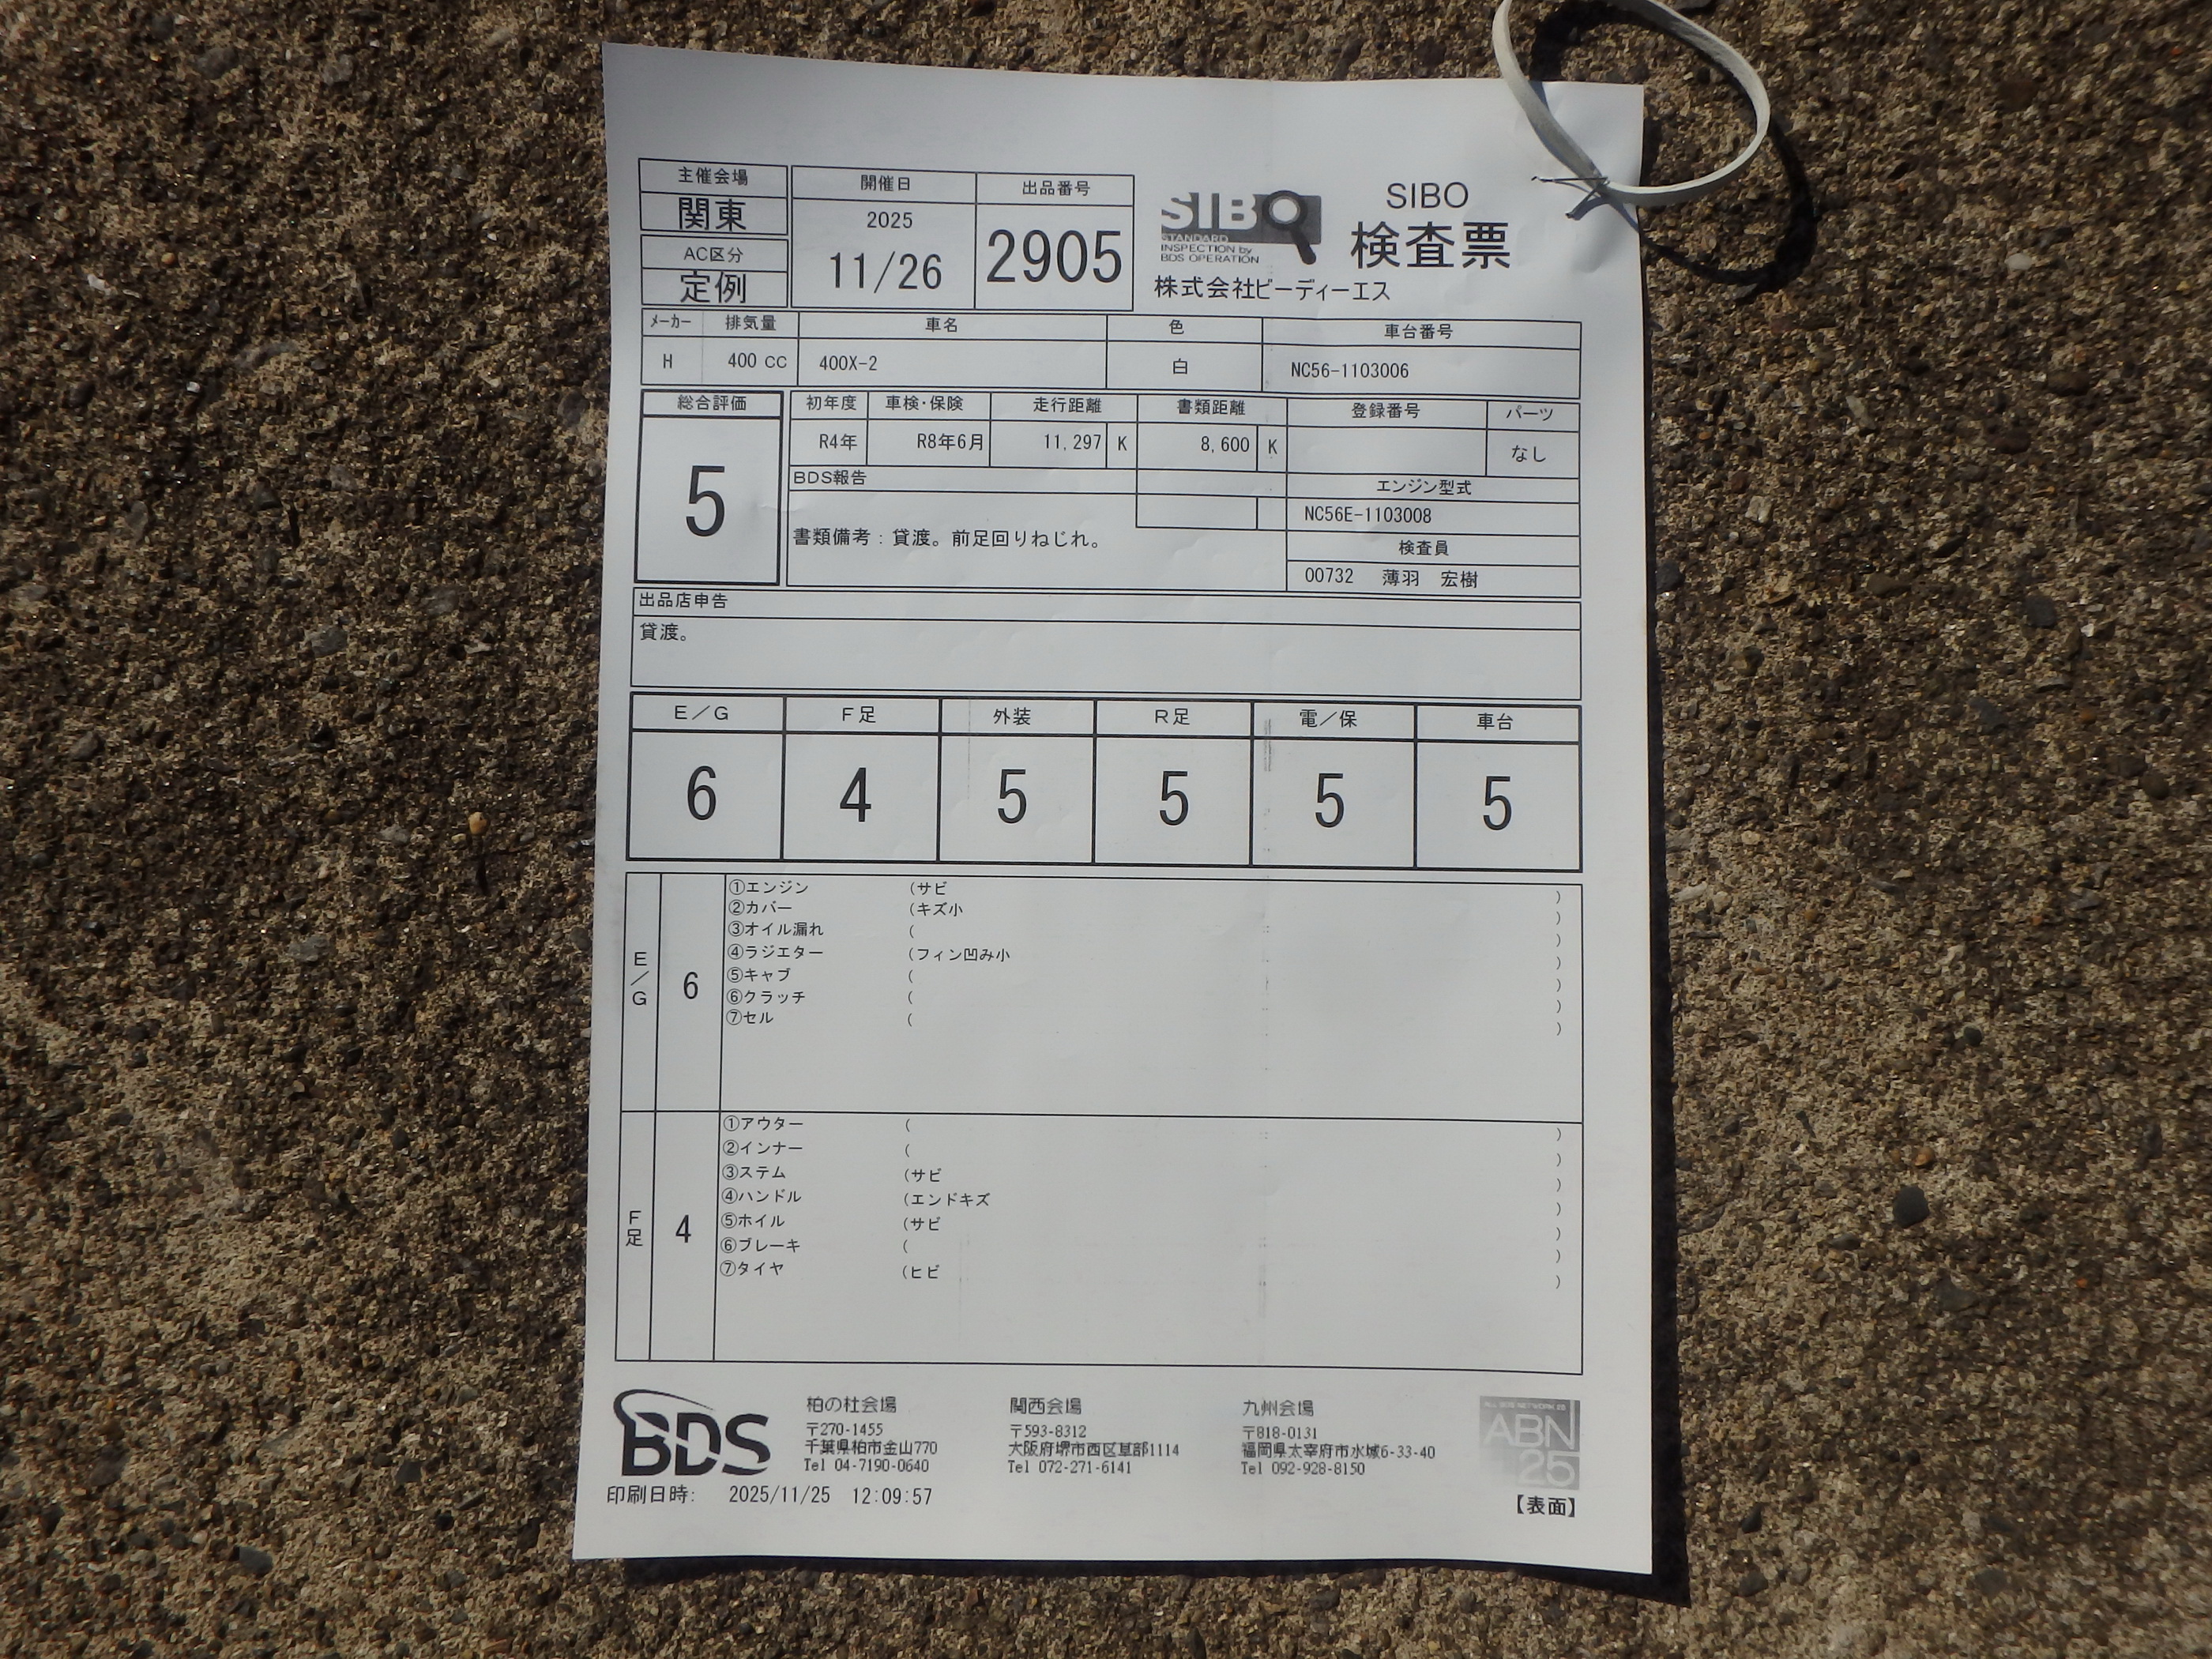 主催会場
関東
AC区分
定例
開催日
2025
11/26
出品番号
2905
SIBO
STANDARD
INSPECTION by
BDS OPERATION
SIBO
検査票
株式会社ビーディーエス
メーカー 排気量 車名 色 車台番号
H 400 CC 400X-2 白 NC56-1103006
総合評価
5
初年度 車検・保険 走行距離 書類距離 登録番号 パーツ
R4年 R8年6月 11,297 K 8,600 K なし
BDS報告
書類備考：貸渡。前足回りねじれ。
エンジン型式
NC56E-1103008
検査員
00732 薄羽 宏樹
出品店申告
貸渡。
E／G F足 外装 R足 電／保 車台
6 4 5 5 5 5
E／G
6
①エンジン (サビ )
②カバー (キズ小 )
③オイル漏れ ( )
④ラジエター (フィン凹み小 )
⑤キャブ ( )
⑥クラッチ ( )
⑦セル ( )
F足
4
①アウター ( )
②インナー ( )
③ステム (サビ )
④ハンドル (エンドキズ )
⑤ホイル (サビ )
⑥ブレーキ ( )
⑦タイヤ (ヒビ )
BDS
柏の杜会場
〒270-1455
千葉県柏市金山770
Tel 04-7190-0640
関西会場
〒593-8312
大阪府堺市西区草部1114
Tel 072-271-6141
九州会場
〒818-0131
福岡県太宰府市水城6-33-40
Tel 092-928-8150
ALL BDS NETWORK 25
ABN
25
印刷日時: 2025/11/25 12:09:57
【表面】